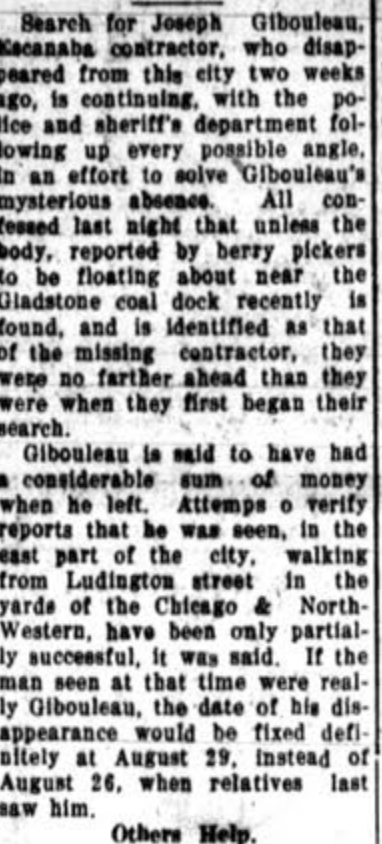 Search for Joseph Gibouleau,
Escanaba contractor, who disap-
peared from this city two weeks
ago, is continuing, with the po-
lice and sheriff's department fol-
lowing up every possible angle,
in an effort to solve Gibouleau's
mysterious absence. All con-
fessed last night that unless the
body, reported by berry pickers
to be floating about near the
Gladstone coal dock recently is
found, and is identified as that
of the missing contractor, they
were no farther ahead than they
were when they first began their
search.
Gibouleau is said to have had
a considerable sum of money
when he left. Attemps o verify
reports that he was seen, in the
east part of the city, walking
from Ludington street in the
yards of the Chicago & North-
Western, have been only partial-
ly successful, it was said. If the
man seen at that time were real-
ly Gibouleau, the date of his dis-
appearance would be fixed defi-
nitely at August 29, instead of
August 26, when relatives last
saw him.
Others Help.